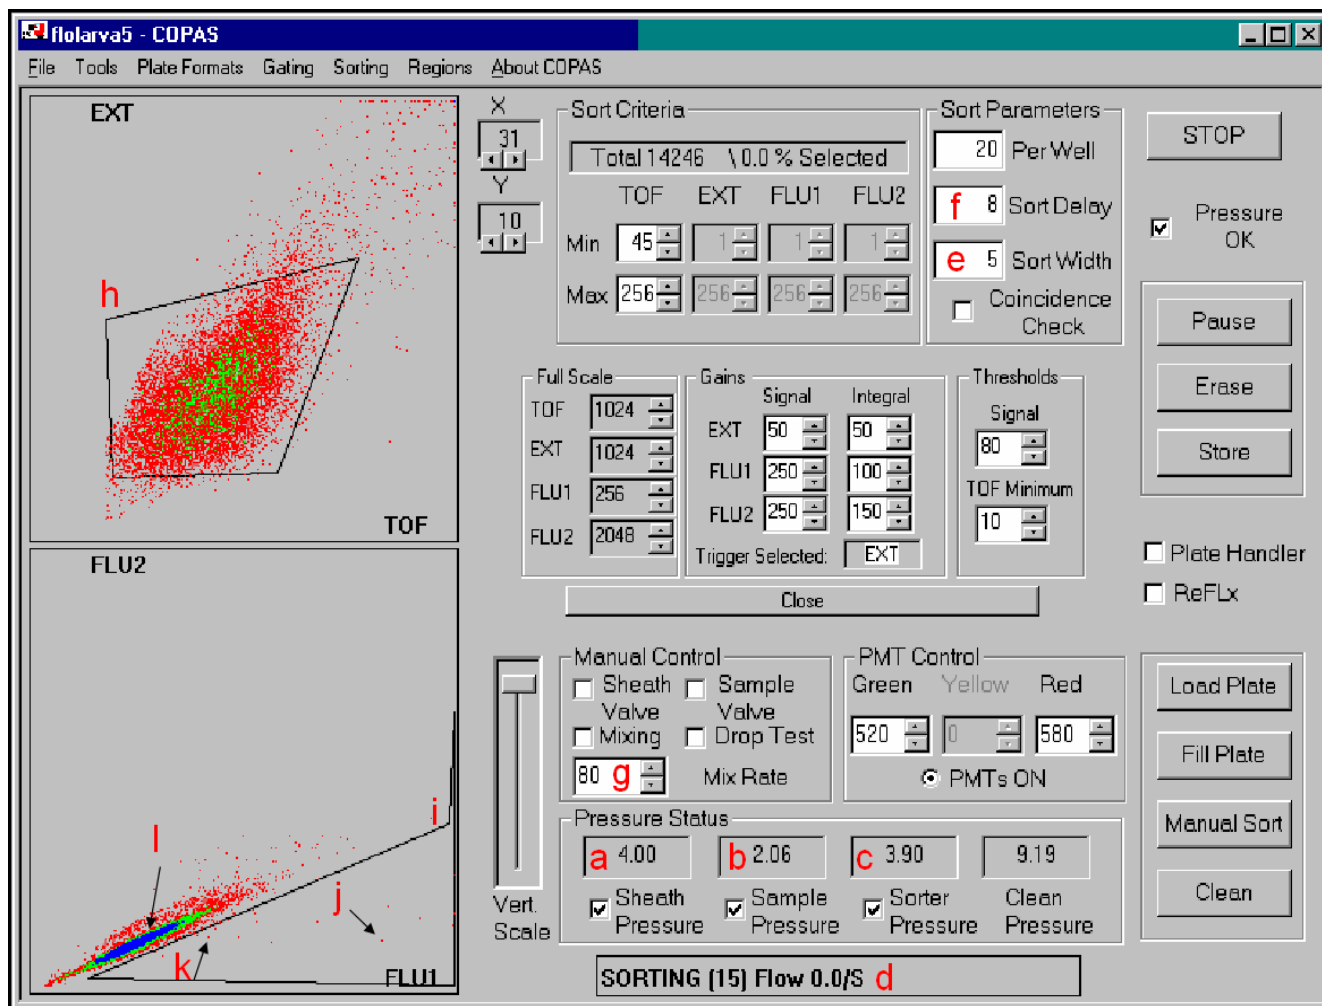 flolarva5 - COPAS
File Tools Plate Formats Gating Sorting Regions About COPAS
EXT
h
TOF
FLU2
l
i
j
k
FLU1
X
31
Y
10
Sort Criteria
Total 14246 \ 0.0 % Selected
TOF EXT FLU1 FLU2
Min 45 1 1 1
Max 256 256 256 256
Sort Parameters
20 Per Well
f 8 Sort Delay
e 5 Sort Width
Coincidence
Check
STOP
Pressure
OK
Pause
Erase
Store
Full Scale
TOF 1024
EXT 1024
FLU1 256
FLU2 2048
Gains
Signal Integral
EXT 50 50
FLU1 250 100
FLU2 250 150
Trigger Selected: EXT
Thresholds
Signal
80
TOF Minimum
10
Close
Plate Handler
ReFLx
Vert.
Scale
Manual Control
Sheath Valve
Sample Valve
Mixing Drop Test
80 g Mix Rate
PMT Control
Green Yellow Red
520 0 580
PMTs ON
Load Plate
Fill Plate
Manual Sort
Clean
Pressure Status
a 4.00 b 2.06 c 3.90 9.19
Sheath Pressure
Sample Pressure
Sorter Pressure
Clean Pressure
SORTING (15) Flow 0.0/S d